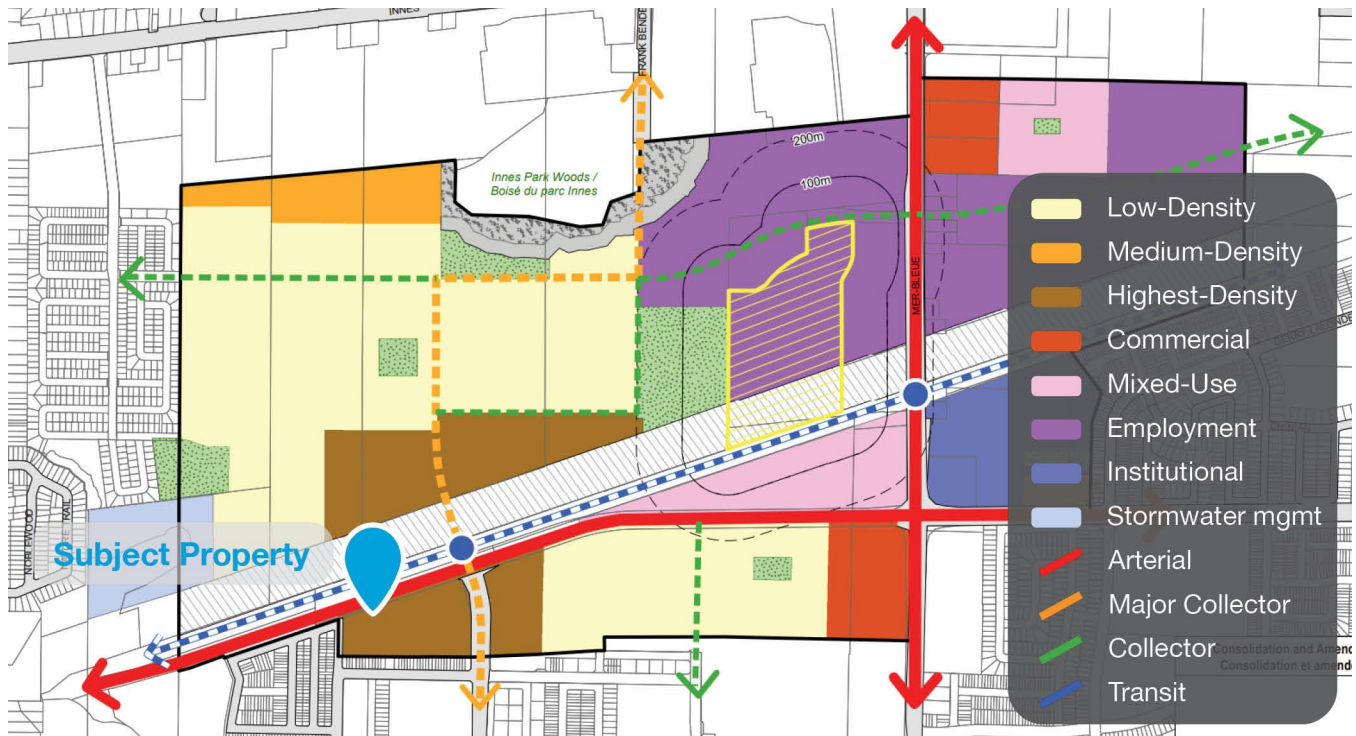 INNES
FRANK BENDE
Innes Park Woods /
Boisé du parc Innes
200m
100m
MER-BLEUE
NORTHWOOD
TRAIL
Subject Property
Low-Density
Medium-Density
Highest-Density
Commercial
Mixed-Use
Employment
Institutional
Stormwater mgmt
Arterial
Major Collector
Collector
Transit
Consolidation and Amend
Consolidation et amende